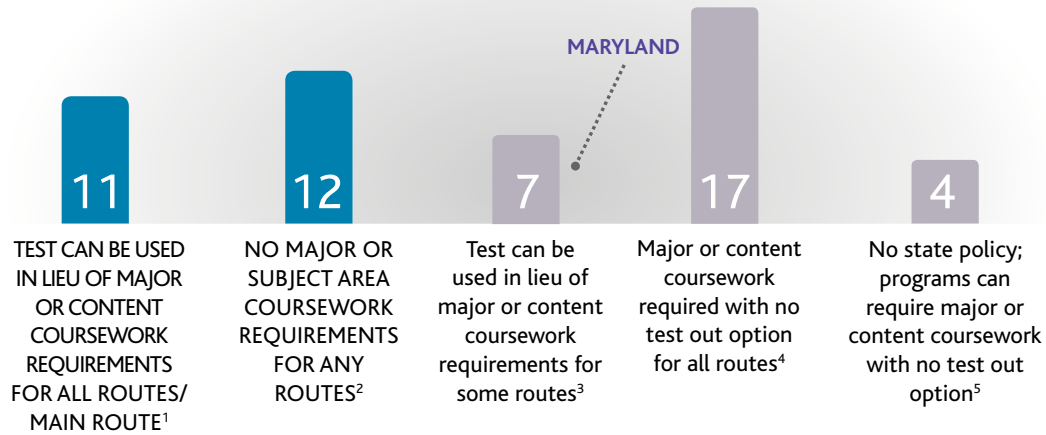 MARYLAND
11
TEST CAN BE USED
IN LIEU OF MAJOR
OR CONTENT
COURSEWORK
REQUIREMENTS
FOR ALL ROUTES/
MAIN ROUTE¹
12
NO MAJOR OR
SUBJECT AREA
COURSEWORK
REQUIREMENTS
FOR ANY
ROUTES²
7
Test can be
used in lieu of
major or content
coursework
requirements for
some routes³
17
Major or content
coursework
required with no
test out option
for all routes⁴
4
No state policy;
programs can
require major or
content coursework
with no test out
option⁵